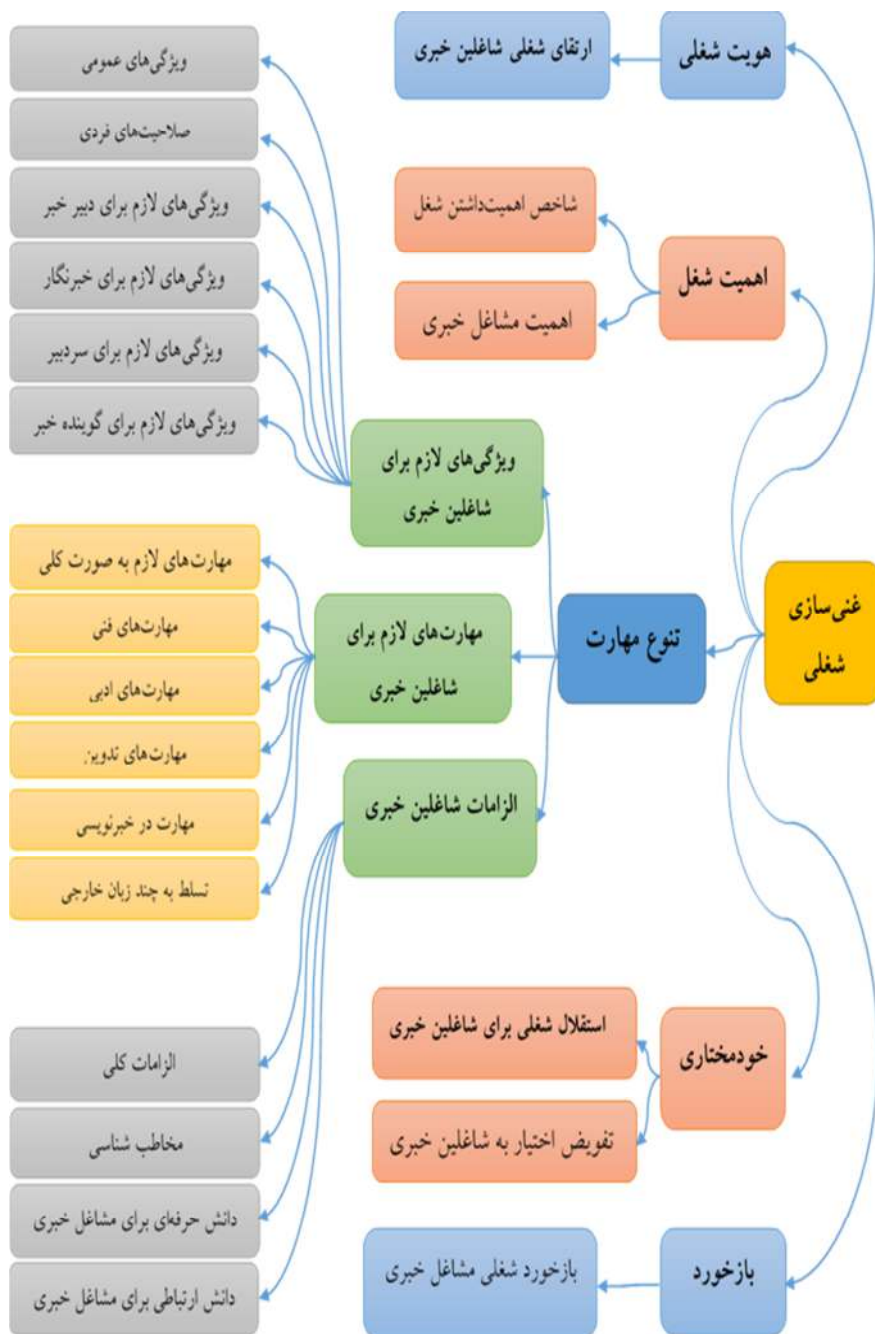 غنی‌سازی
شغلی
هویت شغلی
ارتقای شغلی شاغلین خبری
اهمیت شغل
شاخص اهمیت‌داشتن شغل
اهمیت مشاغل خبری
تنوع مهارت
ویژگی‌های لازم برای
شاغلین خبری
ویژگی‌های عمومی
صلاحیت‌های فردی
ویژگی‌های لازم برای دبیر خبر
ویژگی‌های لازم برای خبرنگار
ویژگی‌های لازم برای سردبیر
ویژگی‌های لازم برای گوینده خبر
مهارت‌های لازم برای
شاغلین خبری
مهارت‌های لازم به صورت کلی
مهارت‌های فنی
مهارت‌های ادبی
مهارت‌های تدوین
مهارت در خبرنویسی
تسلط به چند زبان خارجی
الزامات شاغلین خبری
الزامات کلی
مخاطب شناسی
دانش حرفه‌ای برای مشاغل خبری
دانش ارتباطی برای مشاغل خبری
خودمختاری
استقلال شغلی برای شاغلین خبری
تفویض اختیار به شاغلین خبری
بازخورد
بازخورد شغلی مشاغل خبری